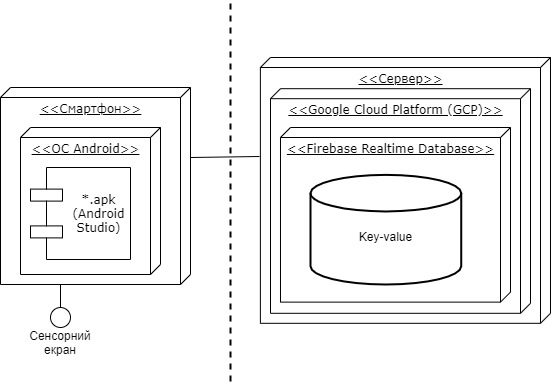 <<Смартфон>>
<<ОС Android>>
*.apk
(Android
Studio)
Сенсорний
екран
<<Сервер>>
<<Google Cloud Platform (GCP)>>
<<Firebase Realtime Database>>
Key-value